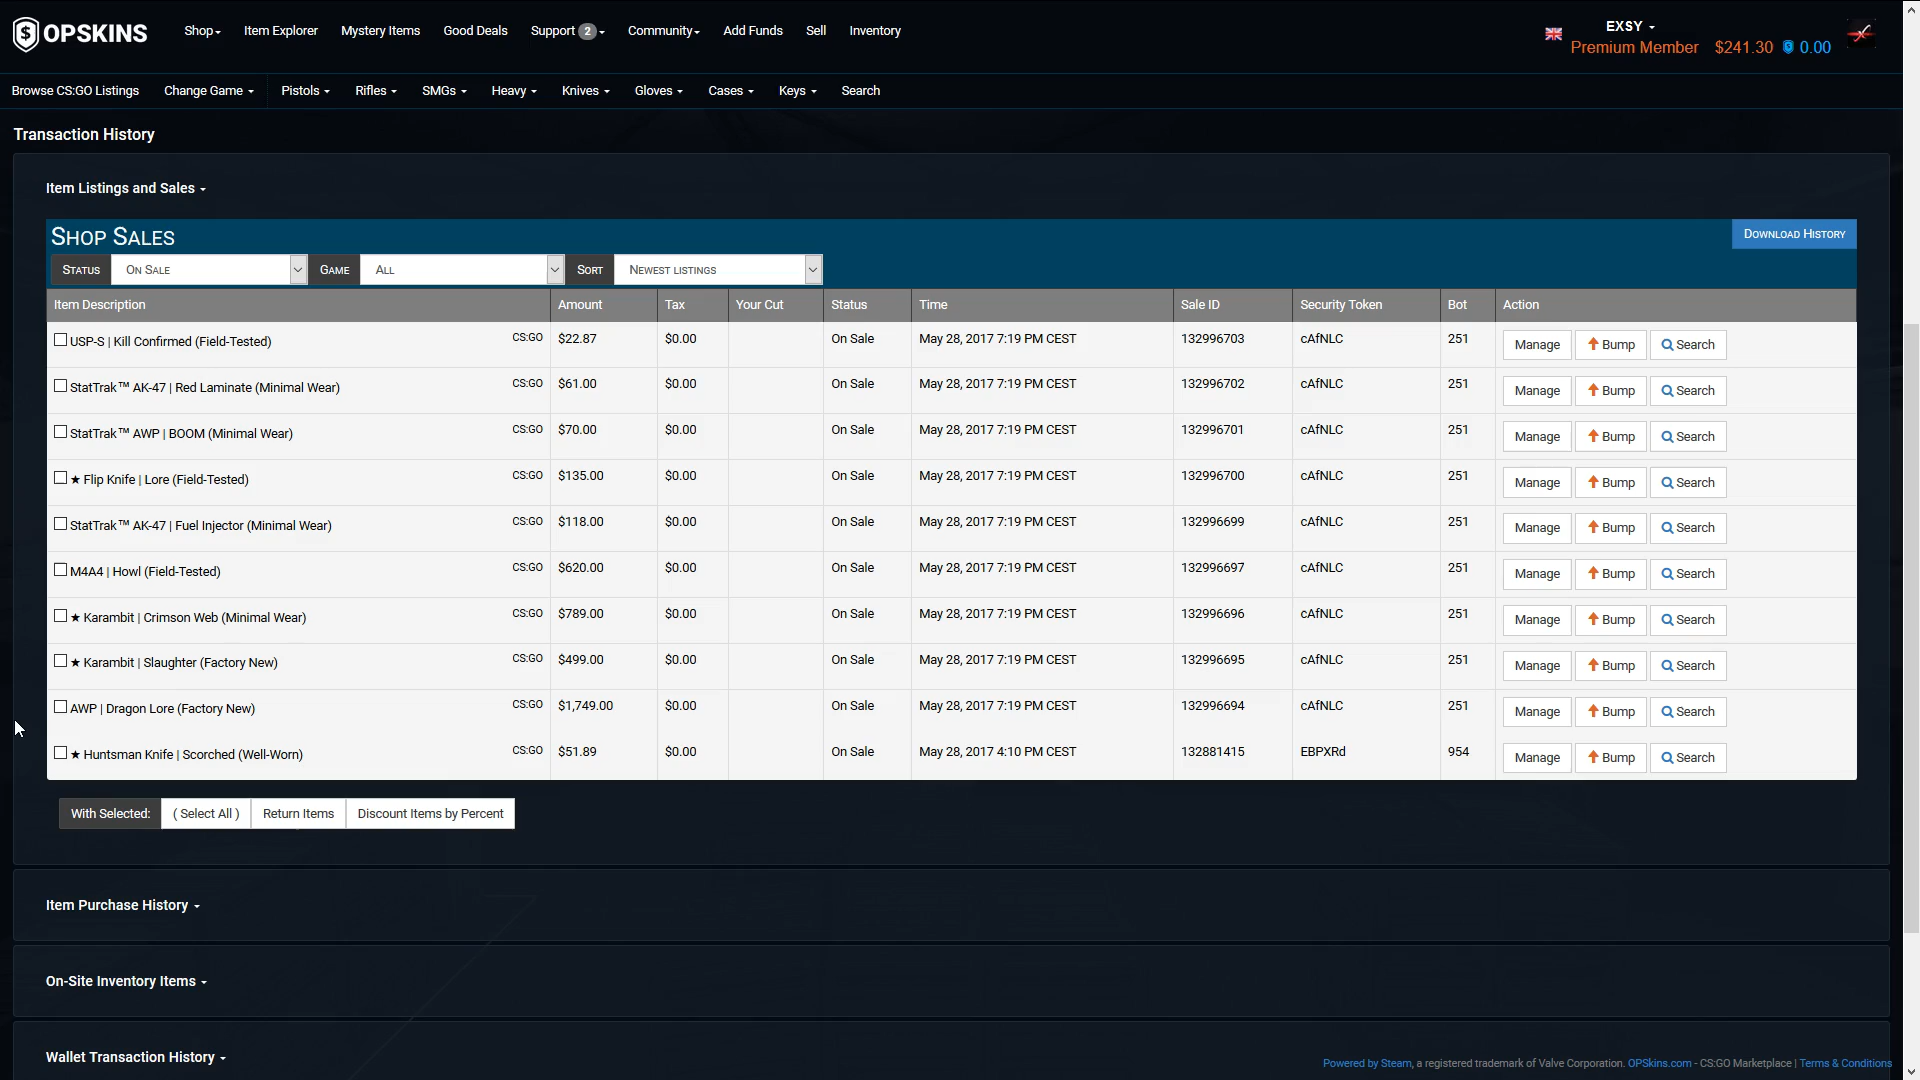 OPSKINS Shop Item Explorer Mystery Items Good Deals Support 2 Community Add Funds Sell Inventory
EXSY
Premium Member $241.30 0.00
Browse CS:GO Listings Change Game Pistols Rifles SMGs Heavy Knives Gloves Cases Keys Search
Transaction History
Item Listings and Sales
Shop Sales
Download History
Status On Sale Game All Sort Newest listings
Item Description Amount Tax Your Cut Status Time Sale ID Security Token Bot Action
USP-S | Kill Confirmed (Field-Tested) CS:GO $22.87 $0.00 On Sale May 28, 2017 7:19 PM CEST 132996703 cAfNLC 251 Manage Bump Search
StatTrak™ AK-47 | Red Laminate (Minimal Wear) CS:GO $61.00 $0.00 On Sale May 28, 2017 7:19 PM CEST 132996702 cAfNLC 251 Manage Bump Search
StatTrak™ AWP | BOOM (Minimal Wear) CS:GO $70.00 $0.00 On Sale May 28, 2017 7:19 PM CEST 132996701 cAfNLC 251 Manage Bump Search
★ Flip Knife | Lore (Field-Tested) CS:GO $135.00 $0.00 On Sale May 28, 2017 7:19 PM CEST 132996700 cAfNLC 251 Manage Bump Search
StatTrak™ AK-47 | Fuel Injector (Minimal Wear) CS:GO $118.00 $0.00 On Sale May 28, 2017 7:19 PM CEST 132996699 cAfNLC 251 Manage Bump Search
M4A4 | Howl (Field-Tested) CS:GO $620.00 $0.00 On Sale May 28, 2017 7:19 PM CEST 132996697 cAfNLC 251 Manage Bump Search
★ Karambit | Crimson Web (Minimal Wear) CS:GO $789.00 $0.00 On Sale May 28, 2017 7:19 PM CEST 132996696 cAfNLC 251 Manage Bump Search
★ Karambit | Slaughter (Factory New) CS:GO $499.00 $0.00 On Sale May 28, 2017 7:19 PM CEST 132996695 cAfNLC 251 Manage Bump Search
AWP | Dragon Lore (Factory New) CS:GO $1,749.00 $0.00 On Sale May 28, 2017 7:19 PM CEST 132996694 cAfNLC 251 Manage Bump Search
★ Huntsman Knife | Scorched (Well-Worn) CS:GO $51.89 $0.00 On Sale May 28, 2017 4:10 PM CEST 132881415 EBPXRd 954 Manage Bump Search
With Selected: ( Select All ) Return Items Discount Items by Percent
Item Purchase History
On-Site Inventory Items
Wallet Transaction History
Powered by Steam, a registered trademark of Valve Corporation. OPSkins.com - CS:GO Marketplace | Terms & Conditions